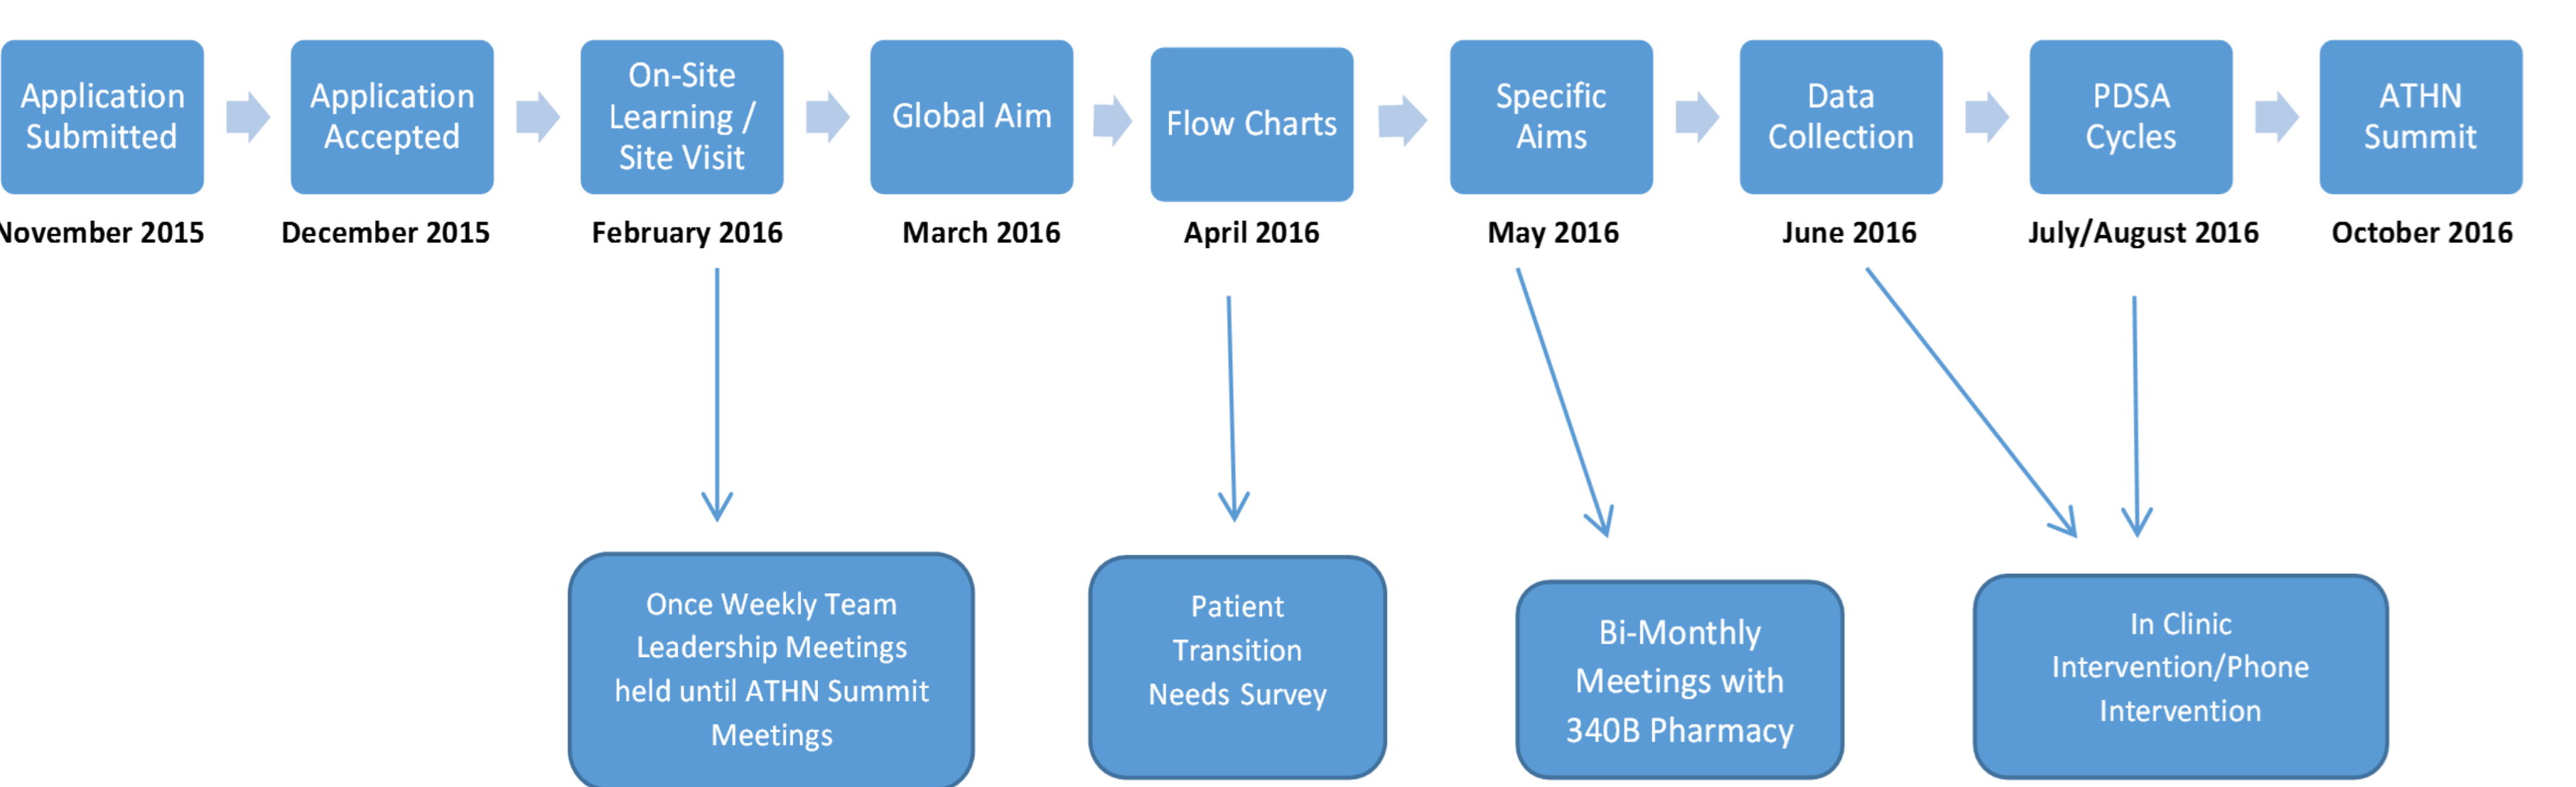 Application
Submitted
Application
Accepted
On-Site
Learning /
Site Visit
Global Aim
Flow Charts
Specific
Aims
Data
Collection
PDSA
Cycles
ATHN
Summit
November 2015
December 2015
February 2016
March 2016
April 2016
May 2016
June 2016
July/August 2016
October 2016
Once Weekly Team
Leadership Meetings
held until ATHN Summit
Meetings
Patient
Transition
Needs Survey
Bi-Monthly
Meetings with
340B Pharmacy
In Clinic
Intervention/Phone
Intervention